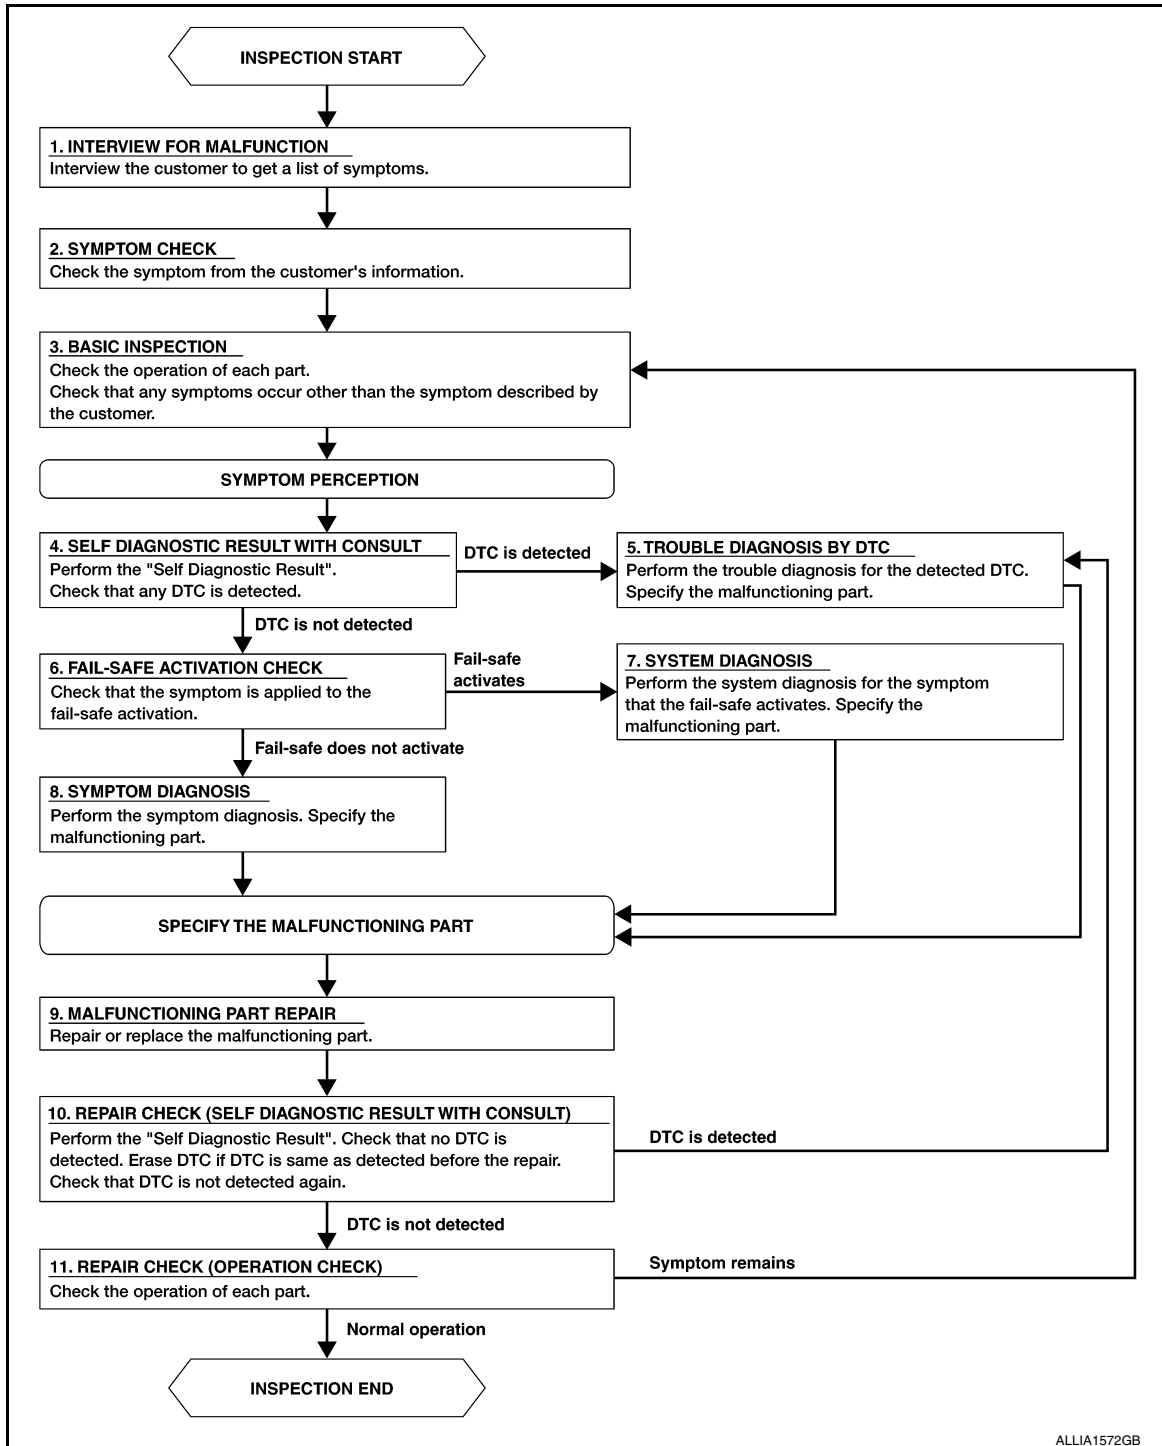 INSPECTION START
1. INTERVIEW FOR MALFUNCTION
Interview the customer to get a list of symptoms.
2. SYMPTOM CHECK
Check the symptom from the customer's information.
3. BASIC INSPECTION
Check the operation of each part.
Check that any symptoms occur other than the symptom described by
the customer.
SYMPTOM PERCEPTION
4. SELF DIAGNOSTIC RESULT WITH CONSULT
Perform the "Self Diagnostic Result".
Check that any DTC is detected.
DTC is detected
5. TROUBLE DIAGNOSIS BY DTC
Perform the trouble diagnosis for the detected DTC.
Specify the malfunctioning part.
DTC is not detected
6. FAIL-SAFE ACTIVATION CHECK
Check that the symptom is applied to the
fail-safe activation.
Fail-safe
activates
7. SYSTEM DIAGNOSIS
Perform the system diagnosis for the symptom
that the fail-safe activates. Specify the
malfunctioning part.
Fail-safe does not activate
8. SYMPTOM DIAGNOSIS
Perform the symptom diagnosis. Specify the
malfunctioning part.
SPECIFY THE MALFUNCTIONING PART
9. MALFUNCTIONING PART REPAIR
Repair or replace the malfunctioning part.
10. REPAIR CHECK (SELF DIAGNOSTIC RESULT WITH CONSULT)
Perform the "Self Diagnostic Result". Check that no DTC is
detected. Erase DTC if DTC is same as detected before the repair.
Check that DTC is not detected again.
DTC is detected
DTC is not detected
11. REPAIR CHECK (OPERATION CHECK)
Check the operation of each part.
Symptom remains
Normal operation
INSPECTION END
ALLIA1572GB